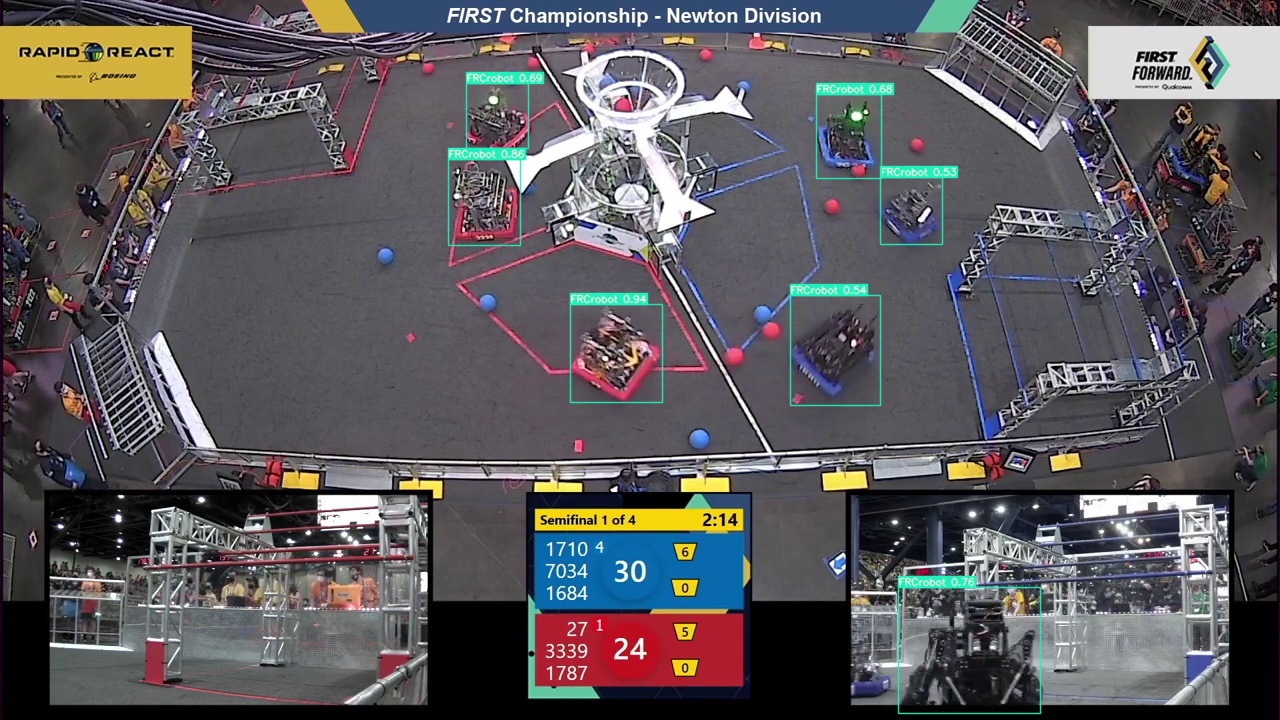 FIRST Championship - Newton Division
RAPID REACT
PRESENTED BY BOEING
FIRST
FORWARD
PRESENTED BY Qualcomm
FRCrobot 0.69
FRCrobot 0.68
FRCrobot 0.86
FRCrobot 0.53
FRCrobot 0.94
FRCrobot 0.54
Semifinal 1 of 4 2:14
1710 4
7034
1684
30
6
0
27 1
3339
1787
24
5
0
FRCrobot 0.76